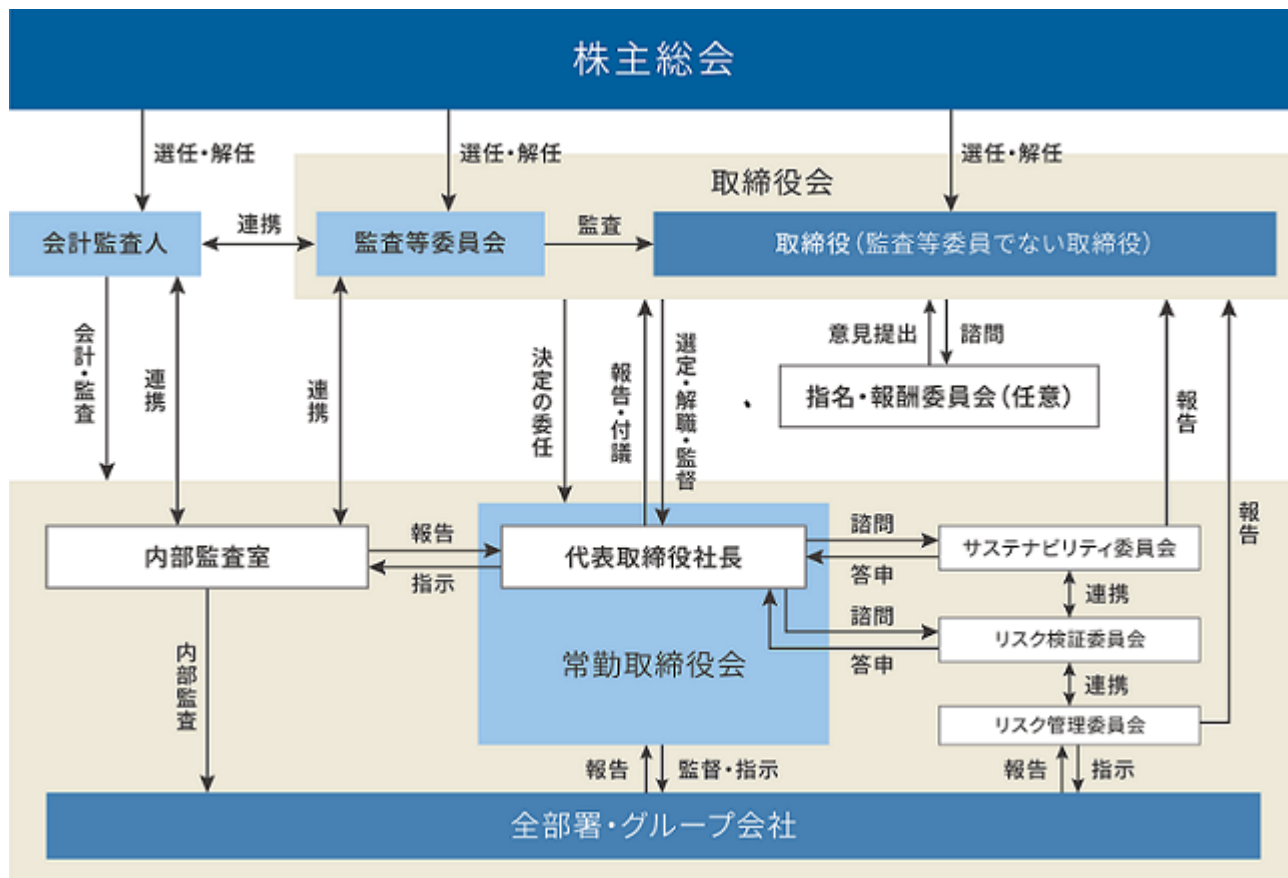 株主総会
選任・解任
選任・解任
選任・解任
取締役会
会計監査人
連携
監査等委員会
監査
取締役（監査等委員でない取締役）
会計・監査
連携
連携
決定の委任
報告・付議
選定・解職・監督
意見提出
諮問
指名・報酬委員会（任意）
報告
報告
内部監査室
報告
指示
代表取締役社長
諮問
答申
サステナビリティ委員会
連携
諮問
答申
リスク検証委員会
常勤取締役会
連携
リスク管理委員会
内部監査
報告
監督・指示
報告
指示
全部署・グループ会社